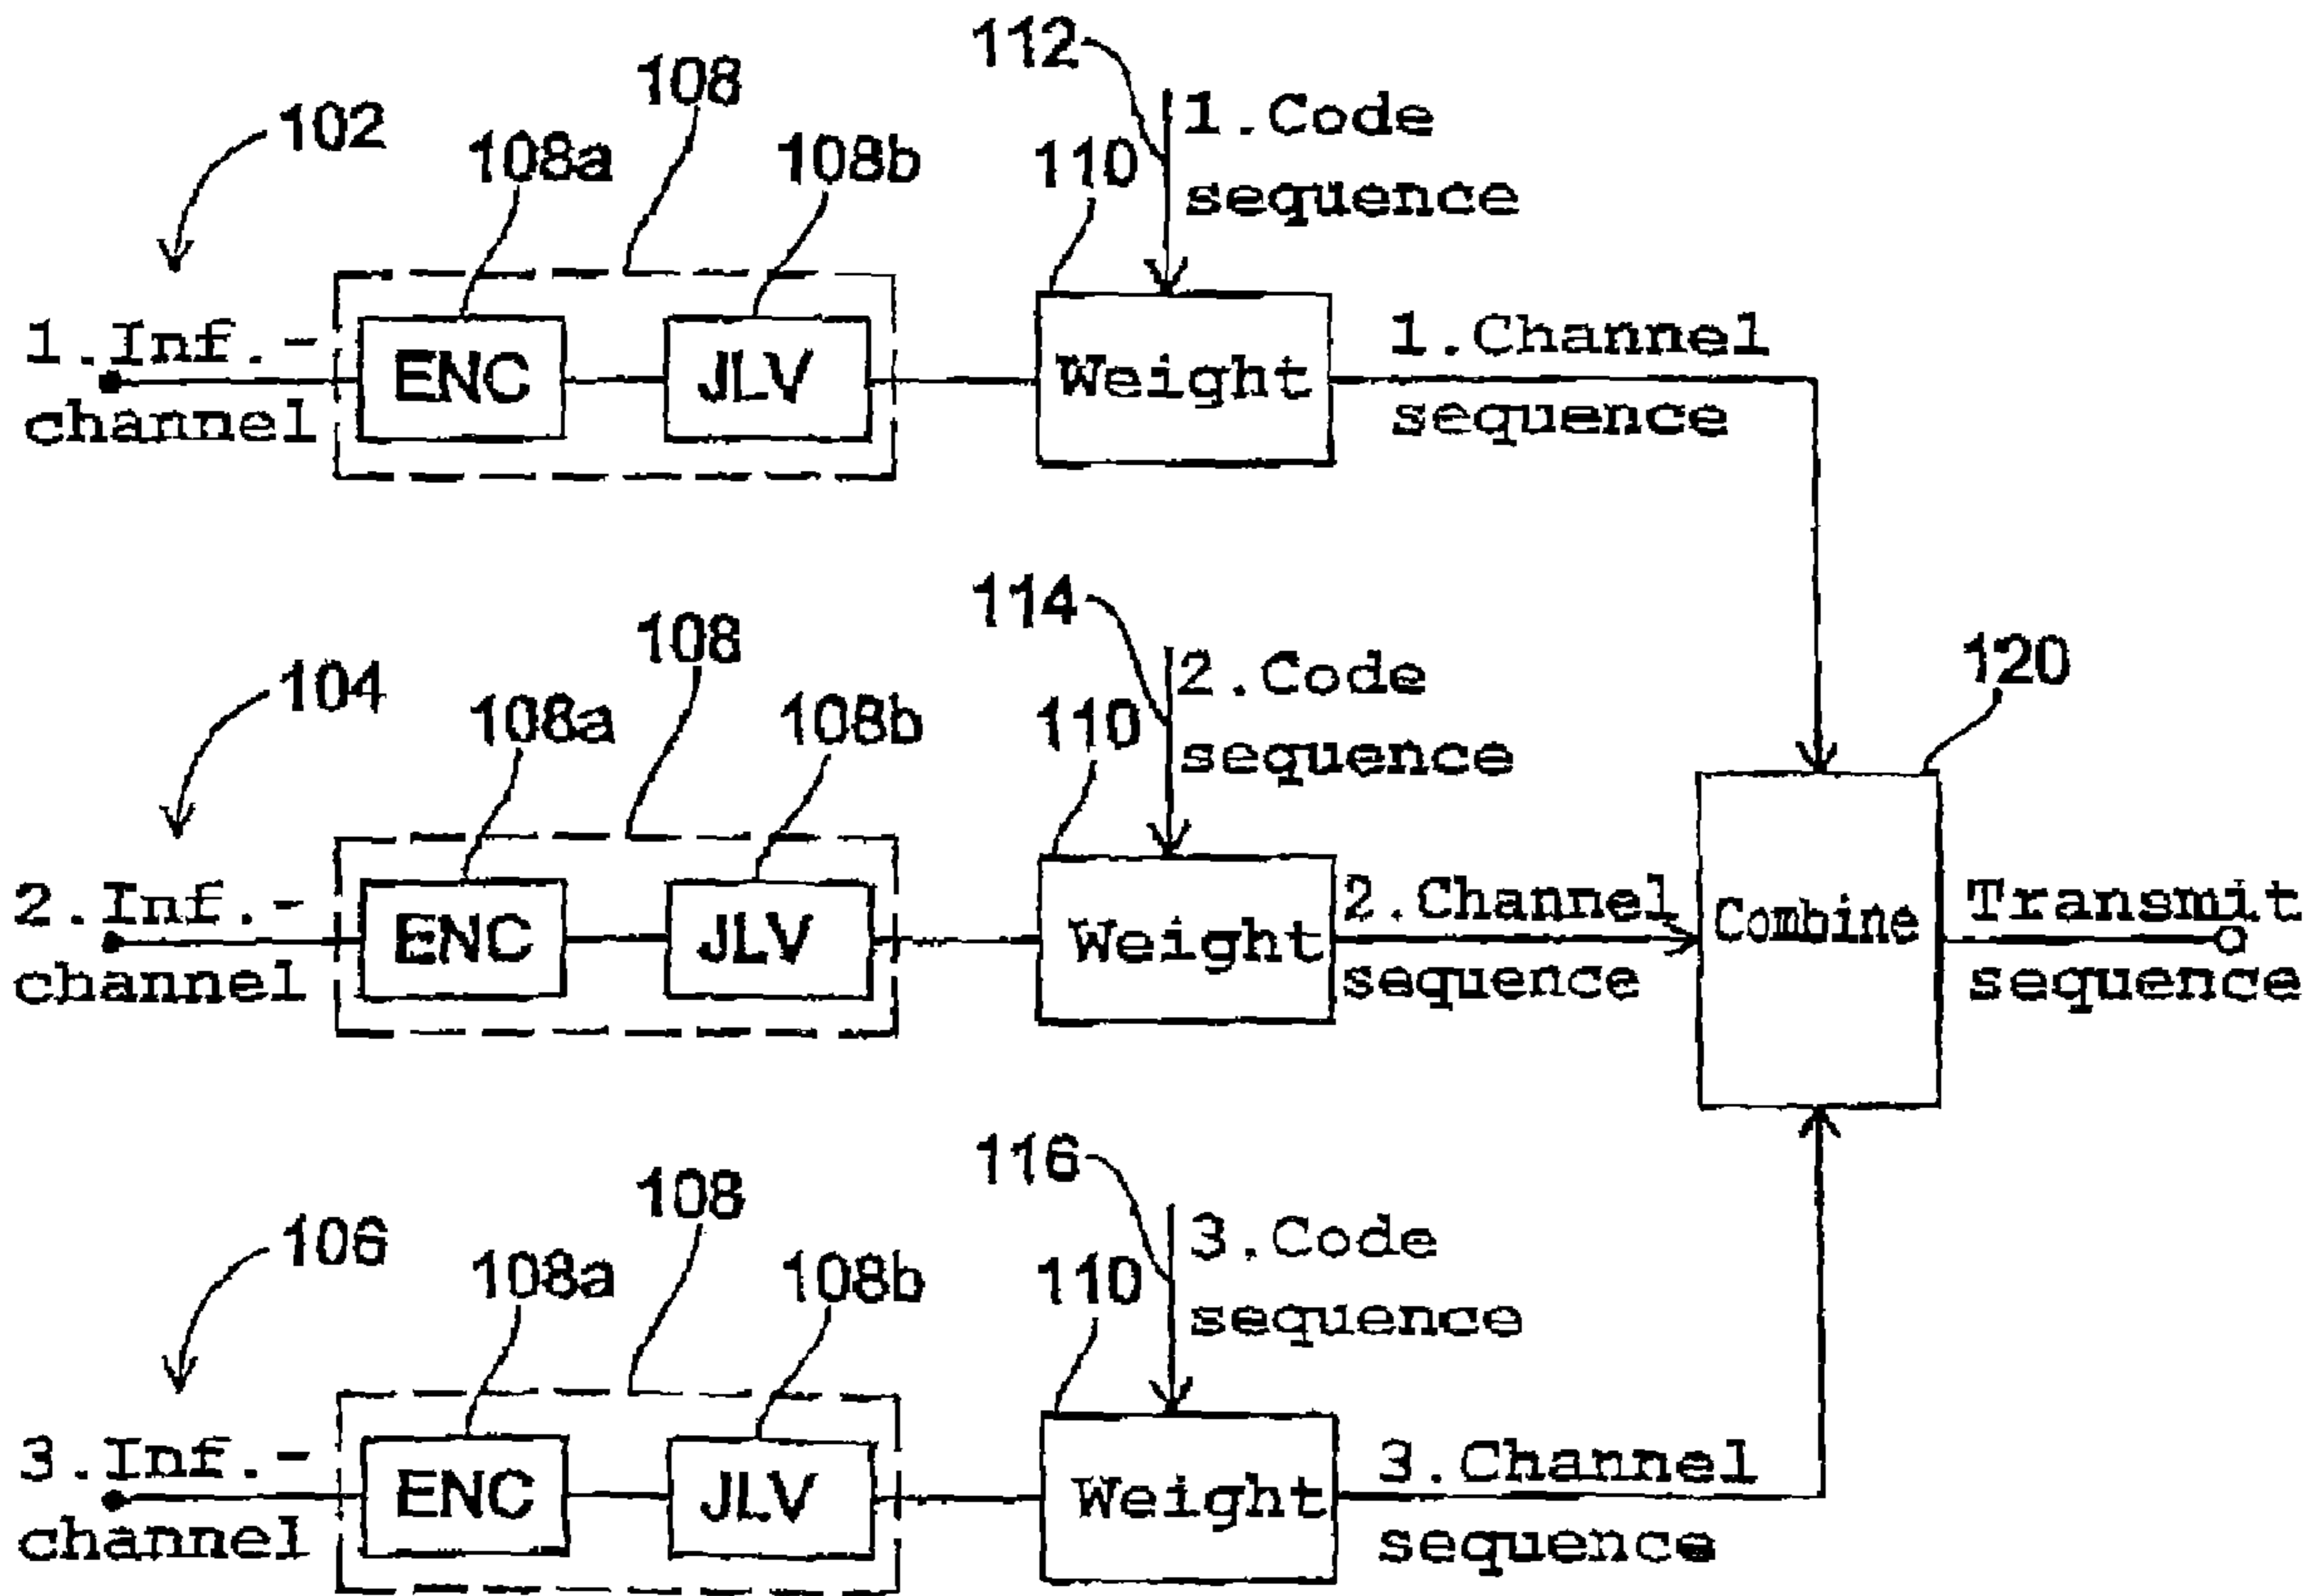 112
108
1.Code
102
108a
108b
110
sequence
1.Inf.-
ENC
JLV
Weight
1.Channel
channel
sequence
114
108
2.Code
120
104
108a
108b
110
sequence
2.Inf.-
ENC
JLV
Weight
2.Channel
Combine
Transmit
channel
sequence
sequence
116
108
3.Code
106
108a
108b
110
sequence
3.Inf.-
ENC
JLV
Weight
3.Channel
channel
sequence